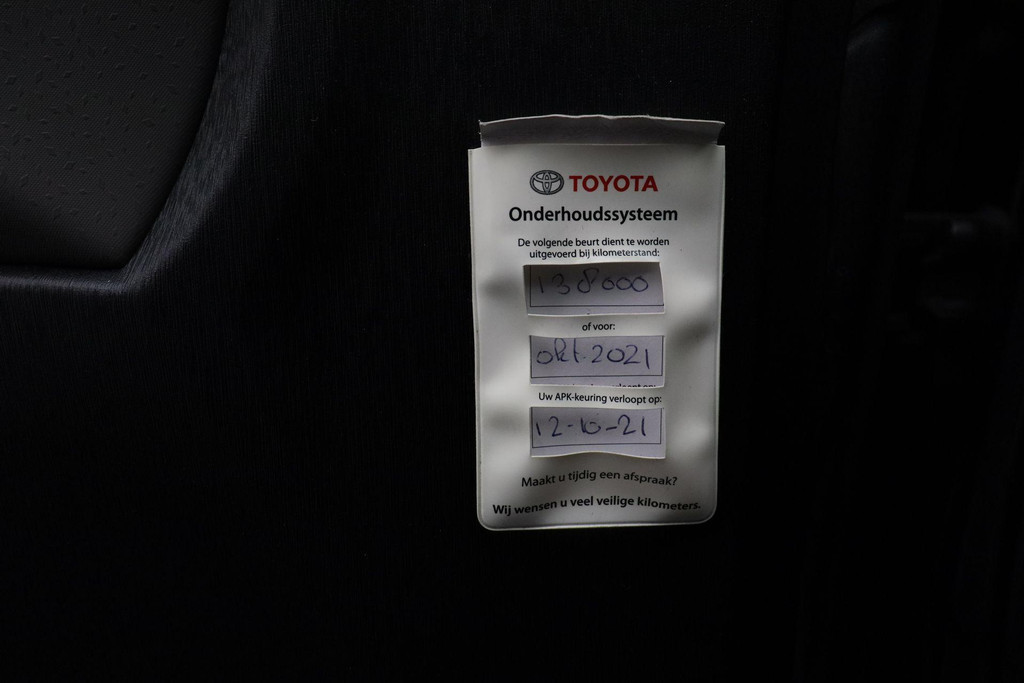 TOYOTA
Onderhoudssysteem
De volgende beurt dient te worden
uitgevoerd bij kilometerstand:
138000
of voor:
okt. 2021
Uw APK-keuring verloopt op:
12-10-21
Maakt u tijdig een afspraak?
Wij wensen u veel veilige kilometers.